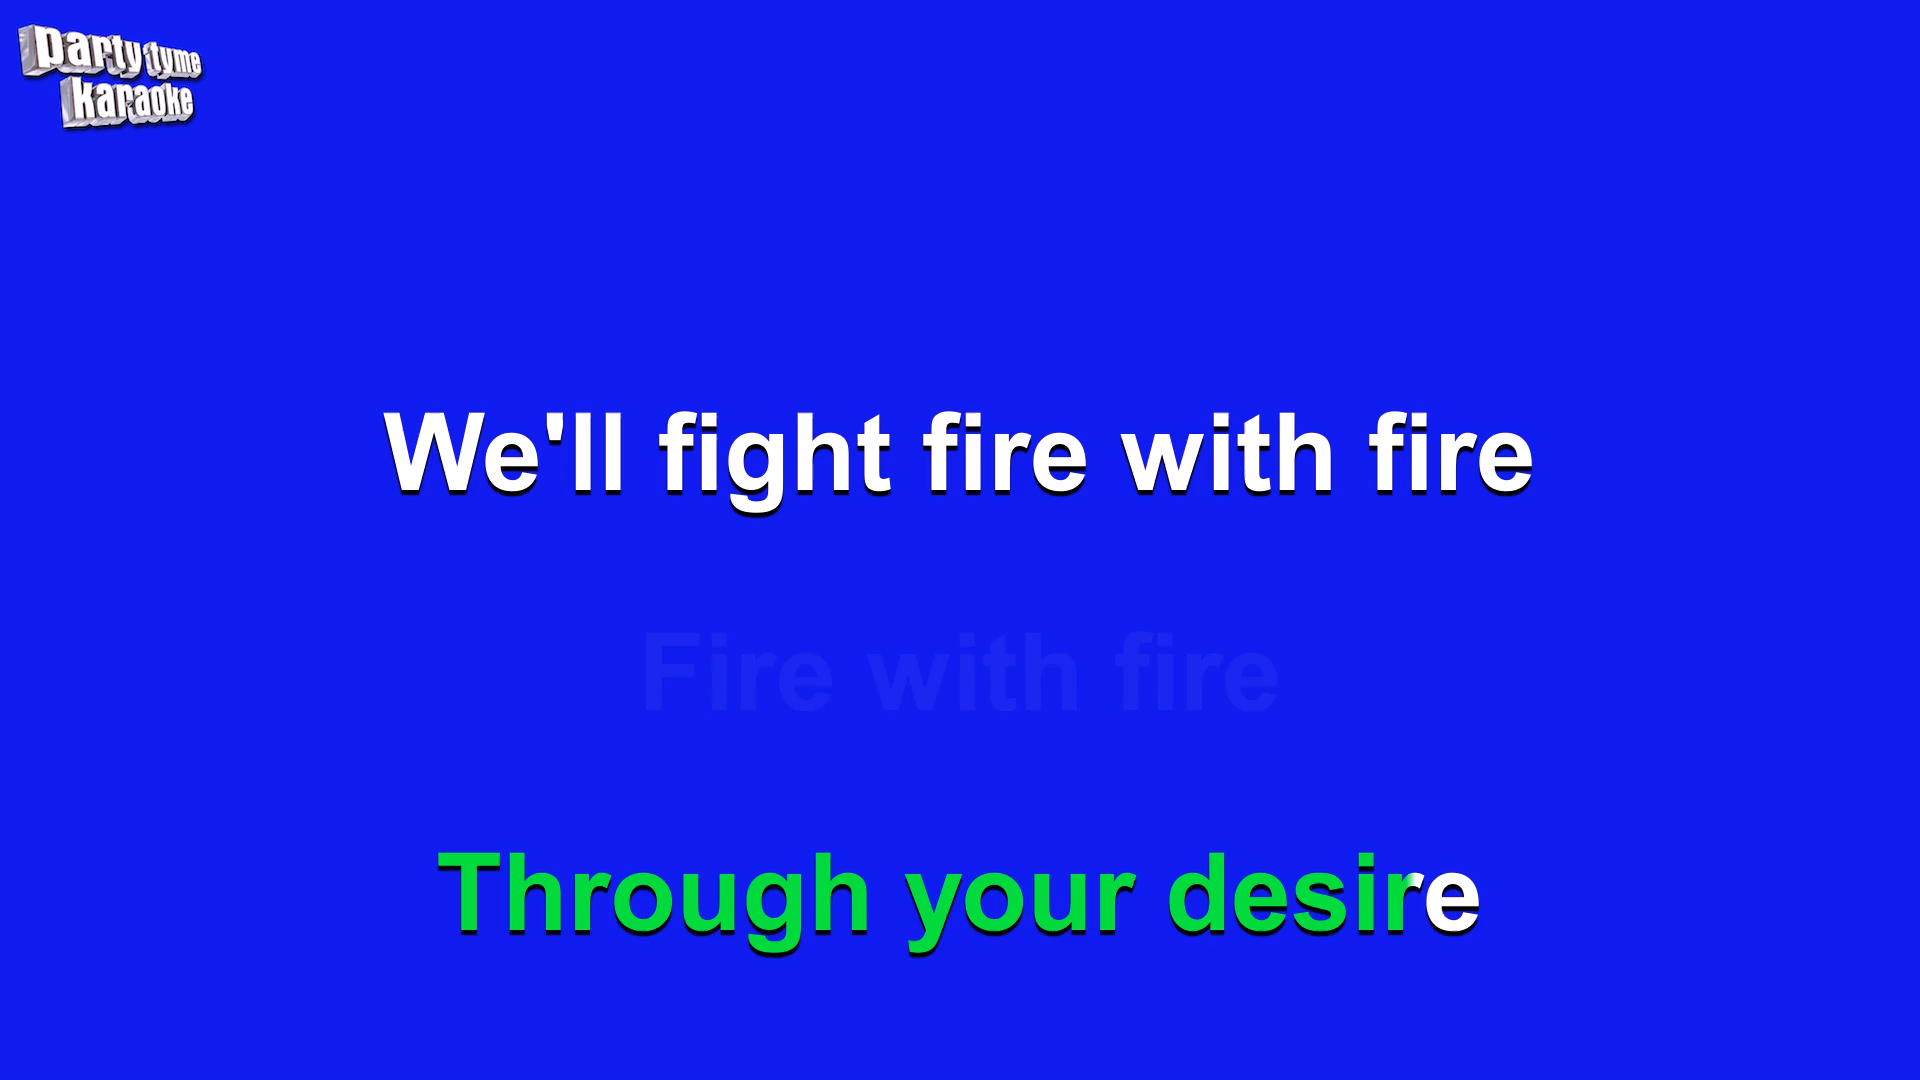 party tyme
karaoke
We'll fight fire with fire
Fire with fire
Through your desire